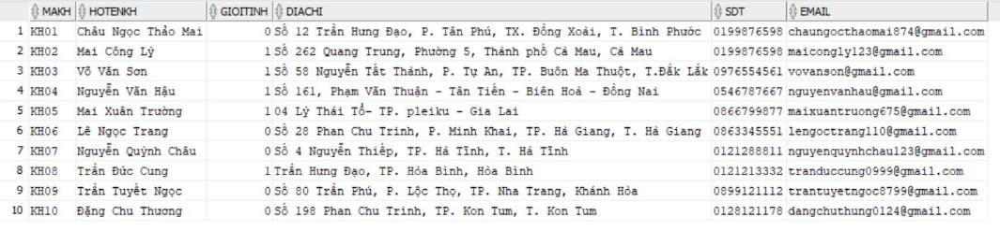 MAKH HOTENKH GIOITINH DIACHI SDT EMAIL
1 KH01 Châu Ngọc Thảo Mai 0 Số 12 Trần Hưng Đạo, P. Tân Phú, TX. Đồng Xoài, T. Bình Phước 0199876598 chaungocthaomai874@gmail.com
2 KH02 Mai Công Lý 1 Số 262 Quang Trung, Phường 5, Thành phố Cà Mau, Cà Mau 0199876598 maicongly123@gmail.com
3 KH03 Võ Văn Sơn 1 Số 58 Nguyễn Tất Thành, P. Tự An, TP. Buôn Ma Thuột, T.Đắk Lắk 0976554561 vovanson@gmail.com
4 KH04 Nguyễn Văn Hậu 1 Số 161, Phạm Văn Thuận - Tân Tiến - Biên Hoà - Đồng Nai 0546787667 nguyenvanhau@gmail.com
5 KH05 Mai Xuân Trường 1 04 Lý Thái Tổ- TP. pleiku - Gia Lai 0866799877 maixuantruong675@gmail.com
6 KH06 Lê Ngọc Trang 0 Số 28 Phan Chu Trinh, P. Minh Khai, TP. Hà Giang, T. Hà Giang 0863345551 lengoctrang110@gmail.com
7 KH07 Nguyễn Quỳnh Châu 0 Số 4 Nguyễn Thiếp, TP. Hà Tĩnh, T. Hà Tĩnh 0121288811 nguyenquynhchau123@gmail.com
8 KH08 Trần Đức Cung 1 Trần Hưng Đạo, TP. Hòa Bình, Hòa Bình 0121213332 tranduccung0999@gmail.com
9 KH09 Trần Tuyết Ngọc 0 Số 80 Trần Phú, P. Lộc Thọ, TP. Nha Trang, Khánh Hòa 0899121112 trantuyetngoc8799@gmail.com
10 KH10 Đặng Chu Thương 0 Số 198 Phan Chu Trinh, TP. Kon Tum, T. Kon Tum 0128121178 dangchuthung0124@gmail.com